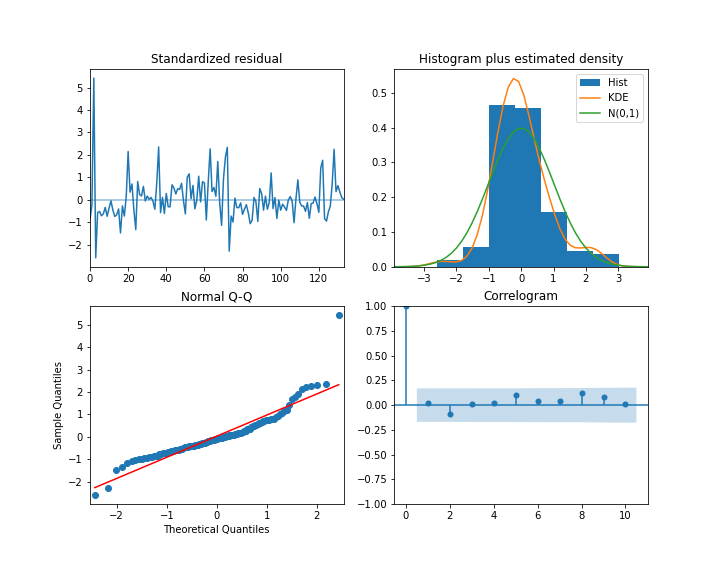 Standardized residual
5
4
3
2
1
0
−1
−2
0 20 40 60 80 100 120
Histogram plus estimated density
Hist
KDE
N(0,1)
0.5
0.4
0.3
0.2
0.1
0.0
−3 −2 −1 0 1 2 3
Normal Q-Q
Sample Quantiles
5
4
3
2
1
0
−1
−2
−2 −1 0 1 2
Theoretical Quantiles
Correlogram
1.00
0.75
0.50
0.25
0.00
−0.25
−0.50
−0.75
−1.00
0 2 4 6 8 10